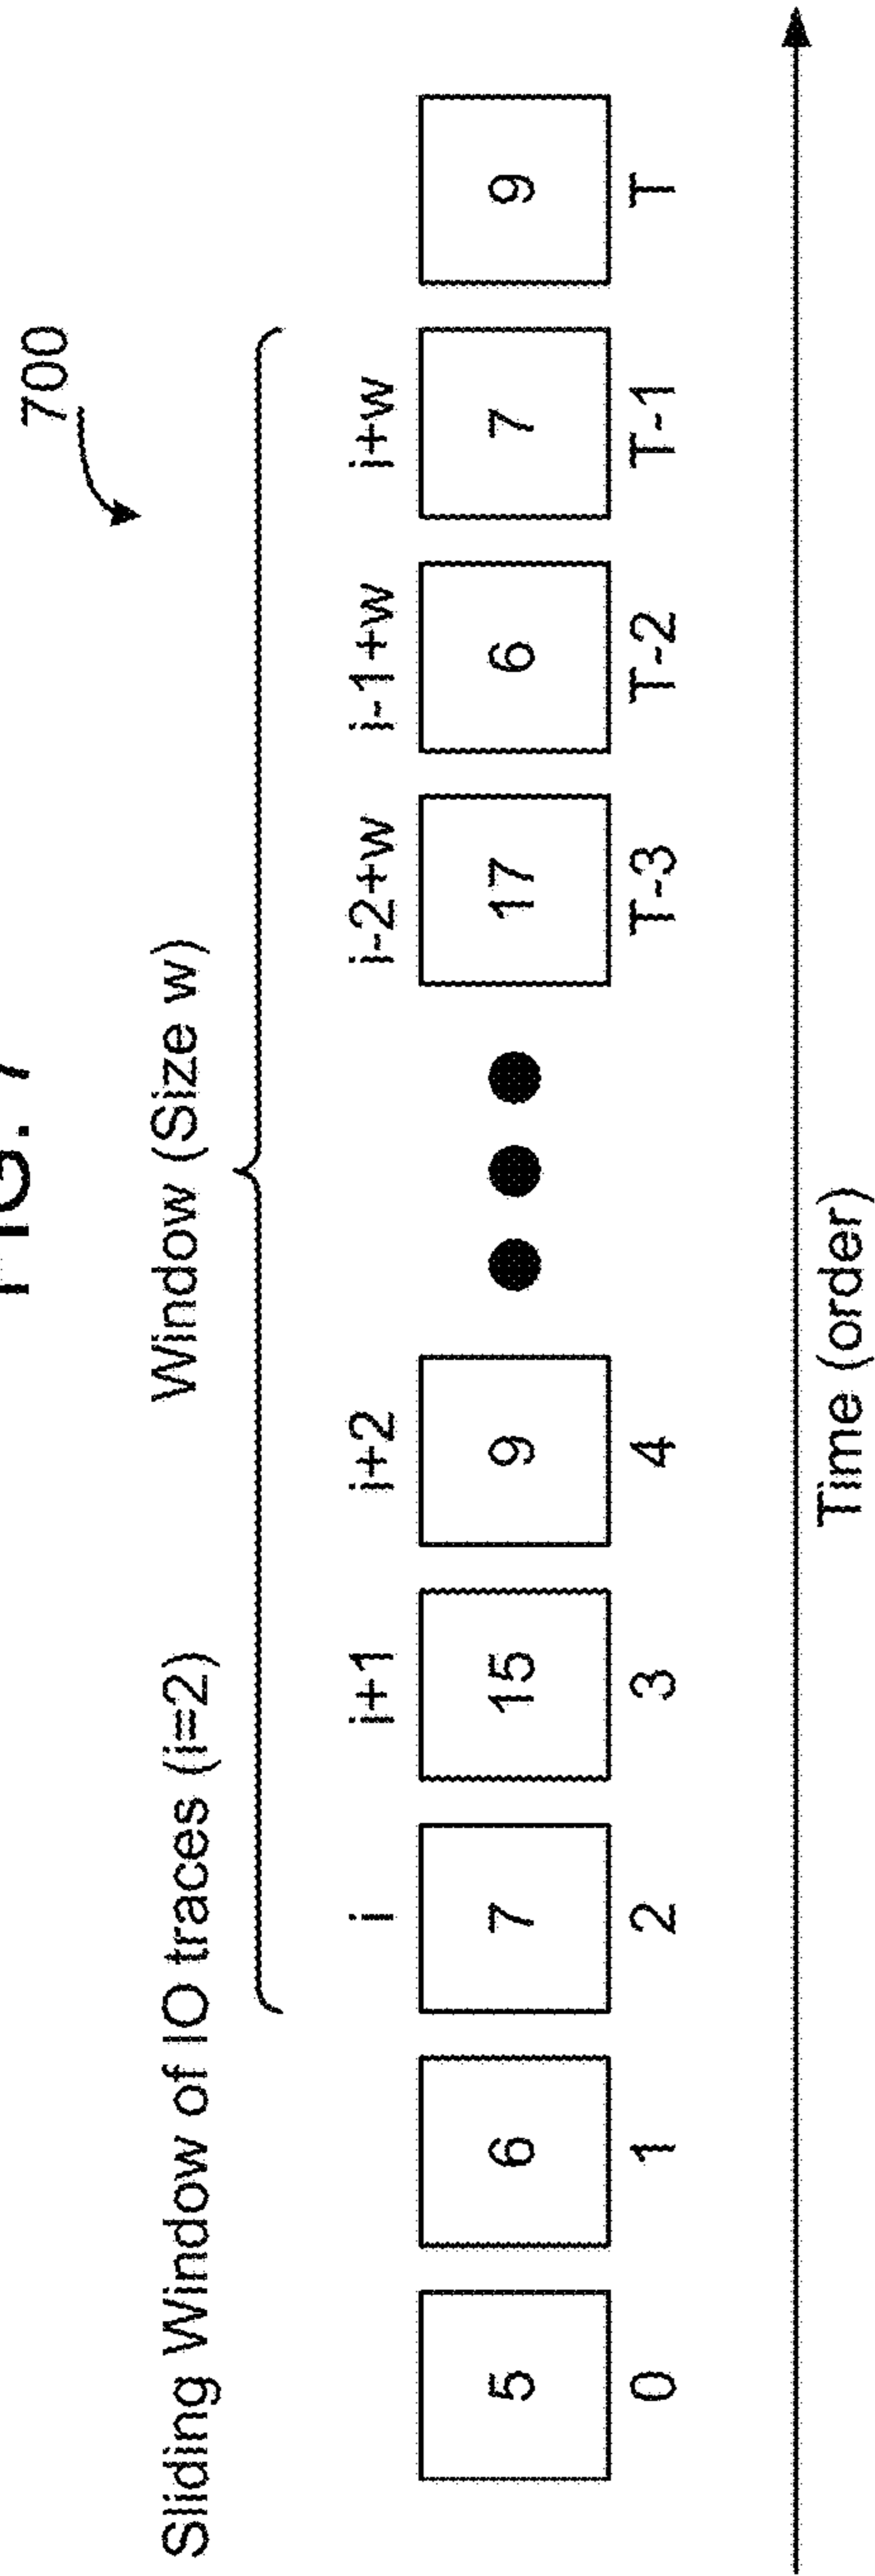 FIG. 7
700
Sliding Window of IO traces (i=2)
Window (Size w)
i i+1 i+2 i-2+w i-1+w i+w
5 6 7 15 9 17 6 7 9
0 1 2 3 4 T-3 T-2 T-1 T
Time (order)